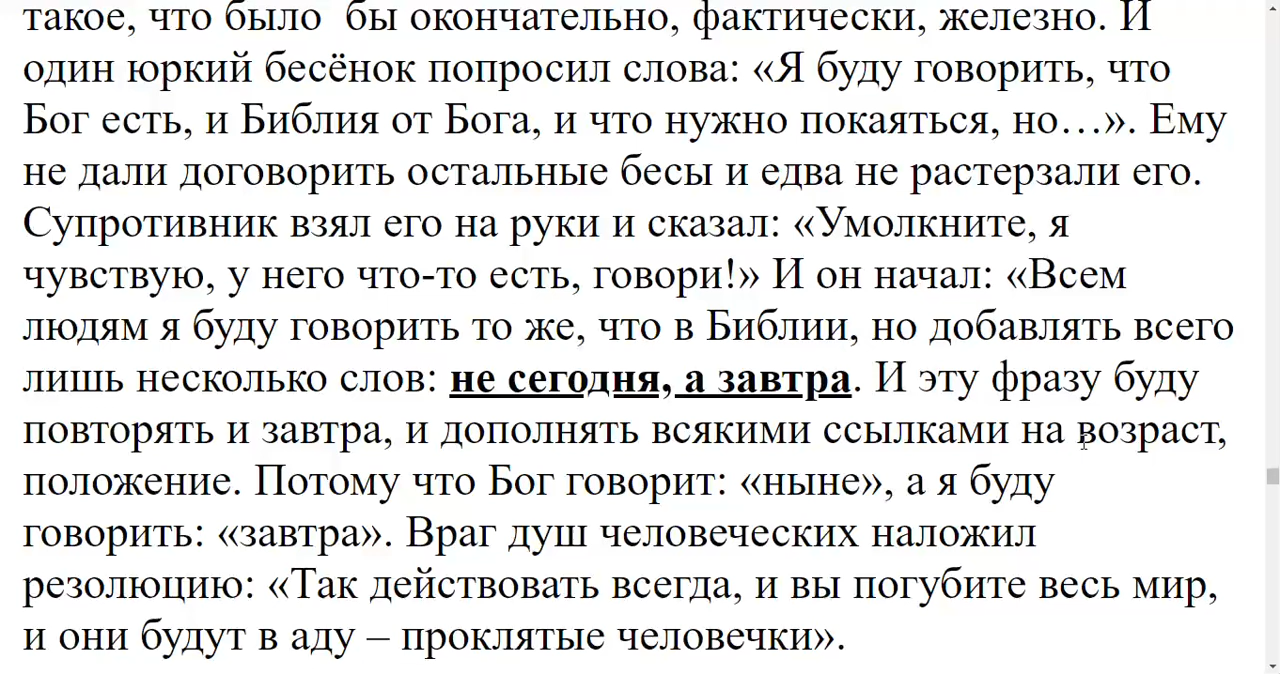 такое, что было  бы окончательно, фактически, железно. И
один юркий бесёнок попросил слова: «Я буду говорить, что
Бог есть, и Библия от Бога, и что нужно покаяться, но…». Ему
не дали договорить остальные бесы и едва не растерзали его.
Супротивник взял его на руки и сказал: «Умолкните, я
чувствую, у него что-то есть, говори!» И он начал: «Всем
людям я буду говорить то же, что в Библии, но добавлять всего
лишь несколько слов: не сегодня, а завтра. И эту фразу буду
повторять и завтра, и дополнять всякими ссылками на возраст,
положение. Потому что Бог говорит: «ныне», а я буду
говорить: «завтра». Враг душ человеческих наложил
резолюцию: «Так действовать всегда, и вы погубите весь мир,
и они будут в аду – проклятые человечки».